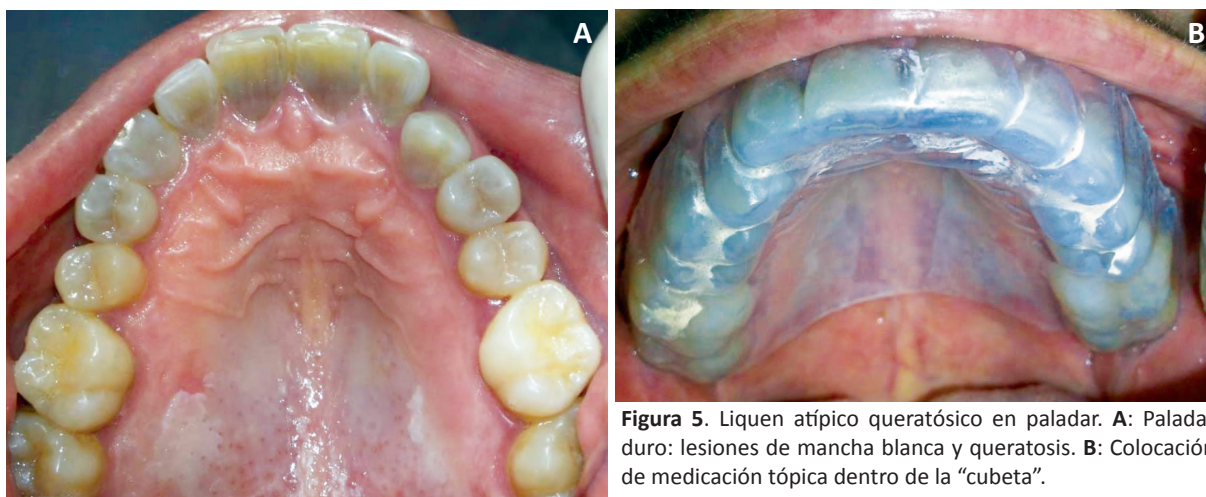 A
B
Figura 5. Liquen atípico queratósico en paladar. A: Palada
duro: lesiones de mancha blanca y queratosis. B: Colocación
de medicación tópica dentro de la “cubeta”.